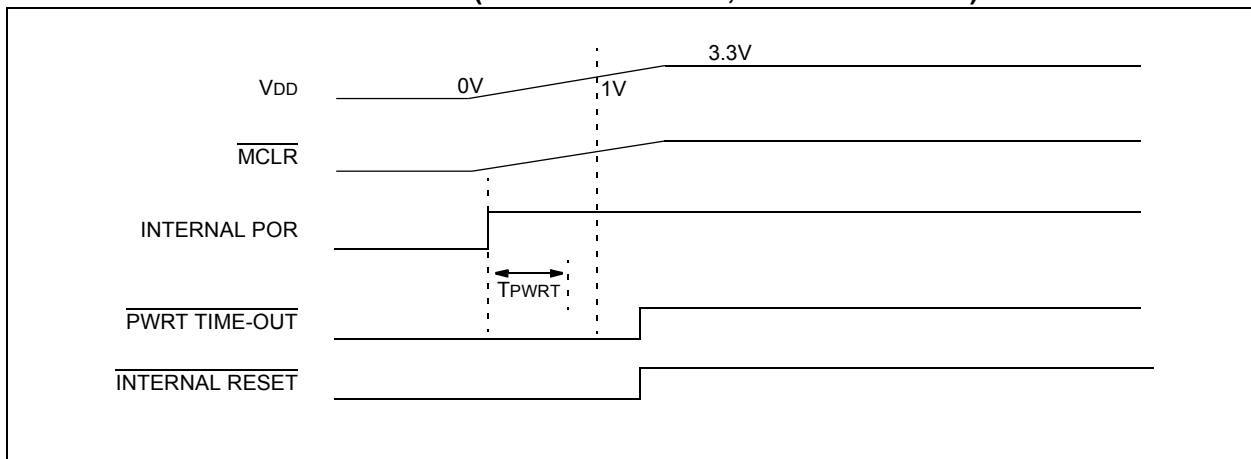 3.3V
VDD
0V
1V
MCLR
INTERNAL POR
TPWRT
PWRT TIME-OUT
INTERNAL RESET